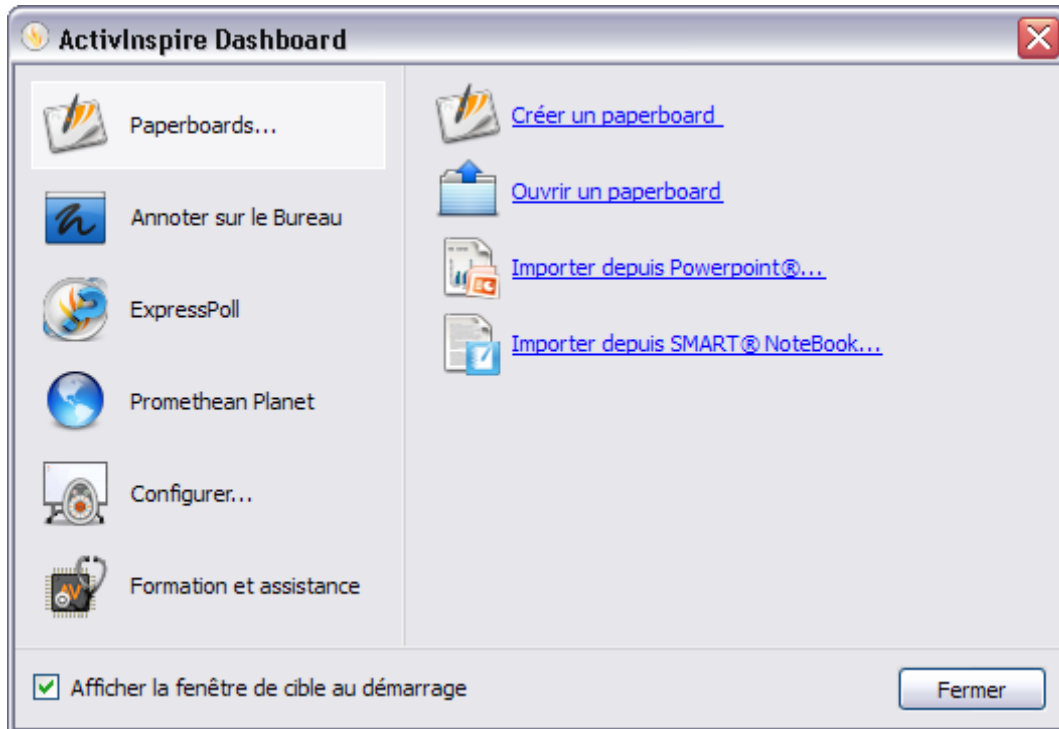 ActivInspire Dashboard
Paperboards...
Annoter sur le Bureau
ExpressPoll
Promethean Planet
Configurer...
Formation et assistance
Créer un paperboard
Ouvrir un paperboard
Importer depuis Powerpoint®...
Importer depuis SMART® NoteBook...
Afficher la fenêtre de cible au démarrage
Fermer